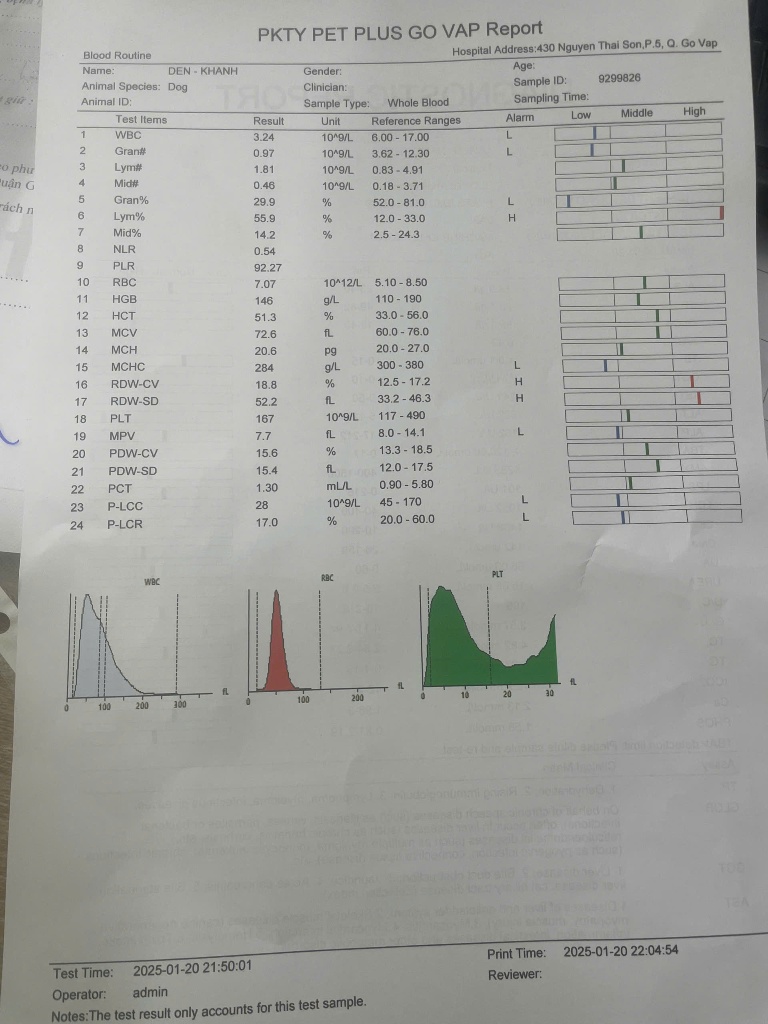 PKTY PET PLUS GO VAP Report
Blood Routine Hospital Address:430 Nguyen Thai Son,P.5, Q. Go Vap
Name: DEN - KHANH Gender: Age:
Animal Species: Dog Clinician: Sample ID: 9299826
Animal ID: Sample Type: Whole Blood Sampling Time:
Test Items Result Unit Reference Ranges Alarm Low Middle High
1 WBC 3.24 10^9/L 6.00 - 17.00 L
2 Gran# 0.97 10^9/L 3.62 - 12.30 L
3 Lym# 1.81 10^9/L 0.83 - 4.91
4 Mid# 0.46 10^9/L 0.18 - 3.71
5 Gran% 29.9 % 52.0 - 81.0 L
6 Lym% 55.9 % 12.0 - 33.0 H
7 Mid% 14.2 % 2.5 - 24.3
8 NLR 0.54
9 PLR 92.27
10 RBC 7.07 10^12/L 5.10 - 8.50
11 HGB 146 g/L 110 - 190
12 HCT 51.3 % 33.0 - 56.0
13 MCV 72.6 fL 60.0 - 76.0
14 MCH 20.6 pg 20.0 - 27.0
15 MCHC 284 g/L 300 - 380 L
16 RDW-CV 18.8 % 12.5 - 17.2 H
17 RDW-SD 52.2 fL 33.2 - 46.3 H
18 PLT 167 10^9/L 117 - 490
19 MPV 7.7 fL 8.0 - 14.1 L
20 PDW-CV 15.6 % 13.3 - 18.5
21 PDW-SD 15.4 fL 12.0 - 17.5
22 PCT 1.30 mL/L 0.90 - 5.80
23 P-LCC 28 10^9/L 45 - 170 L
24 P-LCR 17.0 % 20.0 - 60.0 L
WBC RBC PLT
0 100 200 300 fL 0 100 200 fL 0 10 20 30 fL
Test Time: 2025-01-20 21:50:01 Print Time: 2025-01-20 22:04:54
Operator: admin Reviewer:
Notes:The test result only accounts for this test sample.